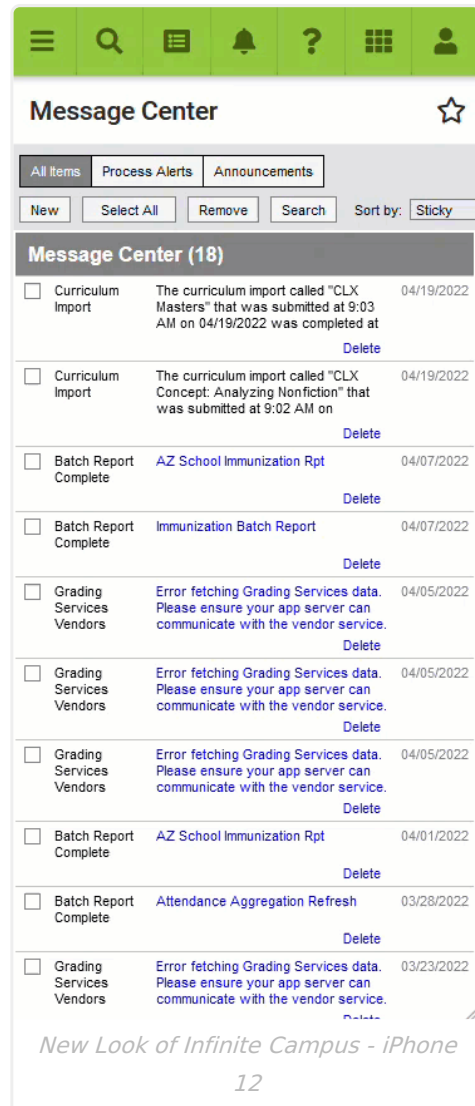 Message Center
All Items Process Alerts Announcements
New Select All Remove Search Sort by: Sticky
Message Center (18)
Curriculum Import
The curriculum import called "CLX
Masters" that was submitted at 9:03
AM on 04/19/2022 was completed at
04/19/2022
Delete
Curriculum Import
The curriculum import called "CLX
Concept: Analyzing Nonfiction" that
was submitted at 9:02 AM on
04/19/2022
Delete
Batch Report Complete
AZ School Immunization Rpt
04/07/2022
Delete
Batch Report Complete
Immunization Batch Report
04/07/2022
Delete
Grading Services Vendors
Error fetching Grading Services data.
Please ensure your app server can
communicate with the vendor service.
04/05/2022
Delete
Grading Services Vendors
Error fetching Grading Services data.
Please ensure your app server can
communicate with the vendor service.
04/05/2022
Delete
Grading Services Vendors
Error fetching Grading Services data.
Please ensure your app server can
communicate with the vendor service.
04/05/2022
Delete
Batch Report Complete
AZ School Immunization Rpt
04/01/2022
Delete
Batch Report Complete
Attendance Aggregation Refresh
03/28/2022
Delete
Grading Services Vendors
Error fetching Grading Services data.
Please ensure your app server can
communicate with the vendor service.
03/23/2022
New Look of Infinite Campus - iPhone
12